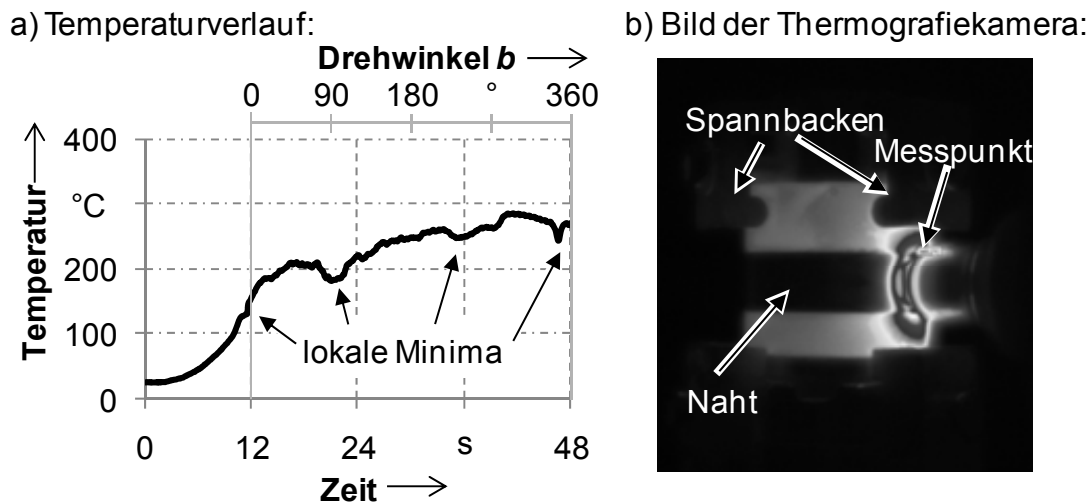 a) Temperaturverlauf:
Drehwinkel b
0 90 180 ° 360
400
°C
200
100
0
Temperatur
lokale Minima
0 12 24 s 48
Zeit
b) Bild der Thermografiekamera:
Spannbacken
Messpunkt
Naht